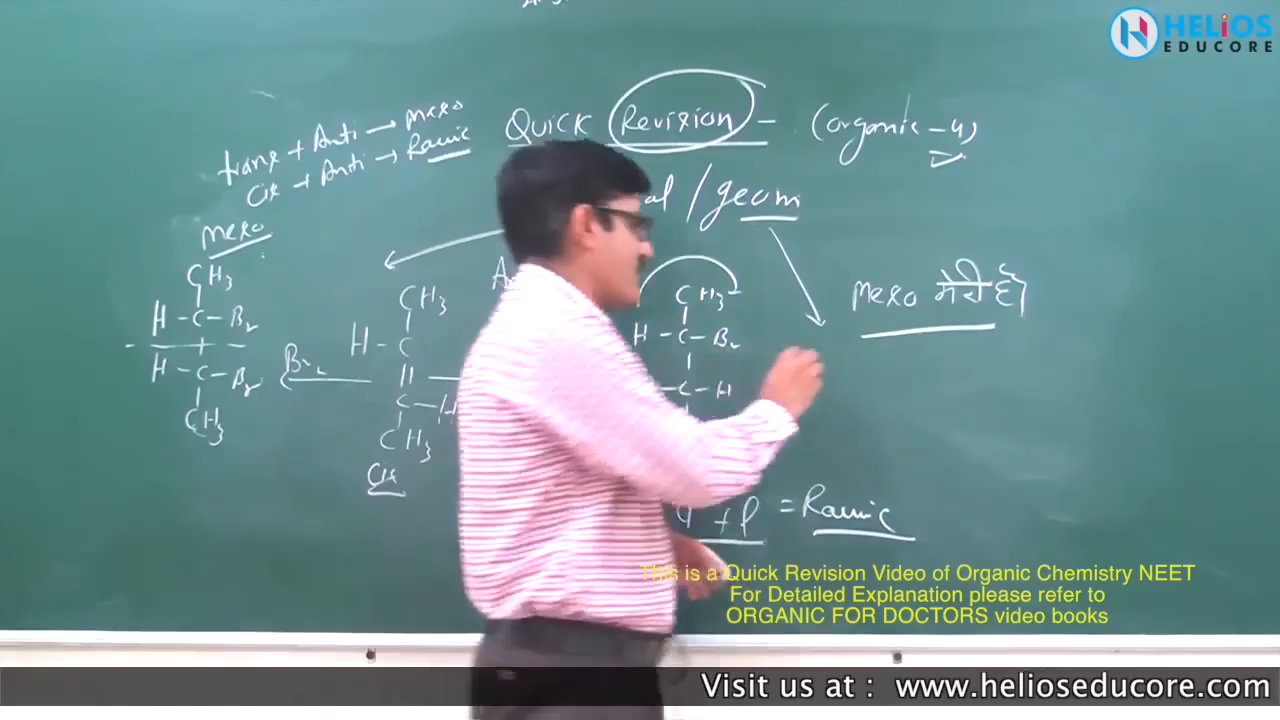 HELIOS
EDUCORE
trans + Anti → meso
Cis + Anti → Racemic
Quick Revision - (organic - 4)
al / geom
meso
CH3
H - C - Br
H - C - Br
CH3
Br2
CH3
H - C
||
C - H
CH3
Cis
CH3
H - C - Br
C - H
meso मेरी है
d + l = Racemic
This is a Quick Revision Video of Organic Chemistry NEET
For Detailed Explanation please refer to
ORGANIC FOR DOCTORS video books
Visit us at : www.helioseducore.com